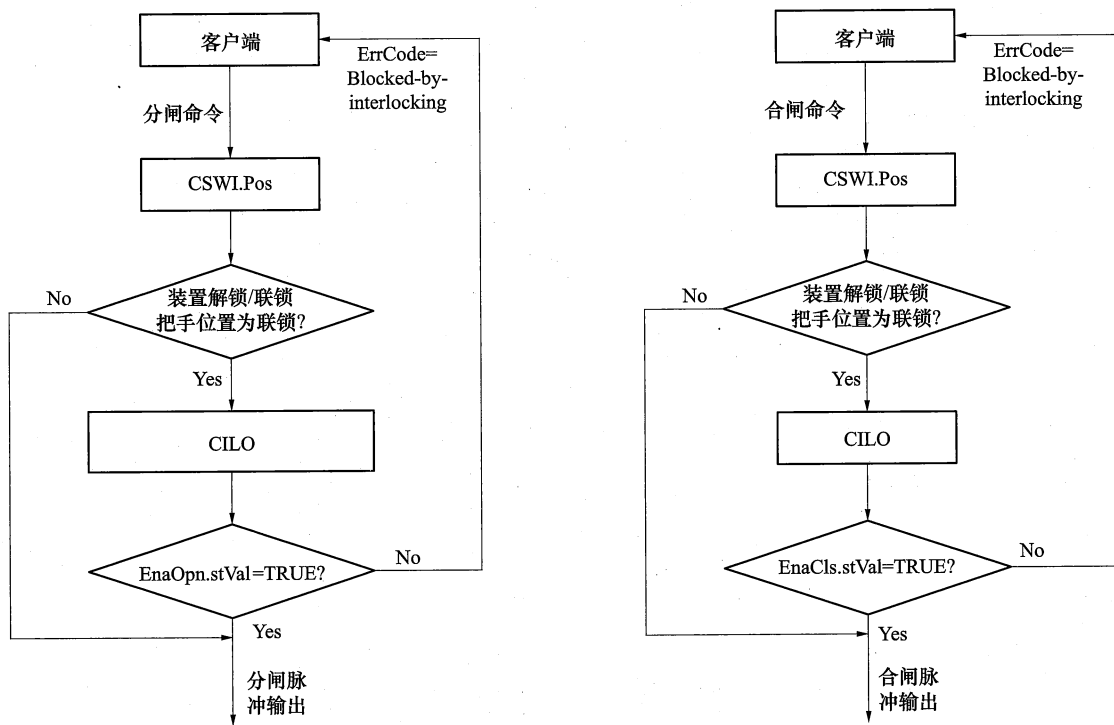 客户端
ErrCode=
Blocked-by-
interlocking
分闸命令
CSWI.Pos
装置解锁/联锁
把手位置为联锁?
No
Yes
CILO
EnaOpn.stVal=TRUE?
No
Yes
分闸脉
冲输出
客户端
ErrCode=
Blocked-by-
interlocking
合闸命令
CSWI.Pos
装置解锁/联锁
把手位置为联锁?
No
Yes
CILO
EnaCls.stVal=TRUE?
No
Yes
合闸脉
冲输出